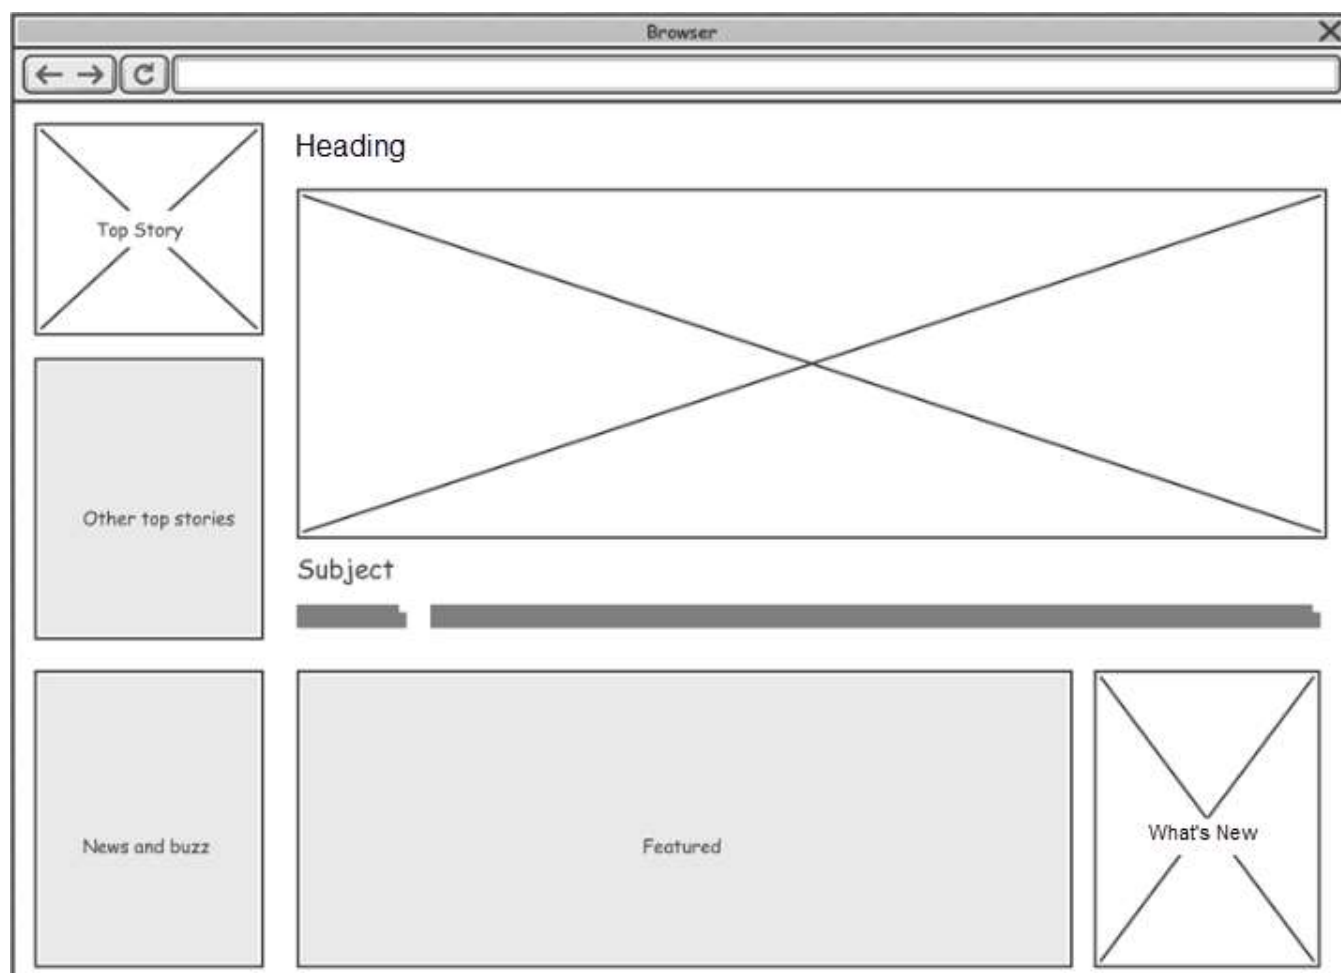 Browser
Heading
Top Story
Other top stories
Subject
News and buzz
Featured
What's New